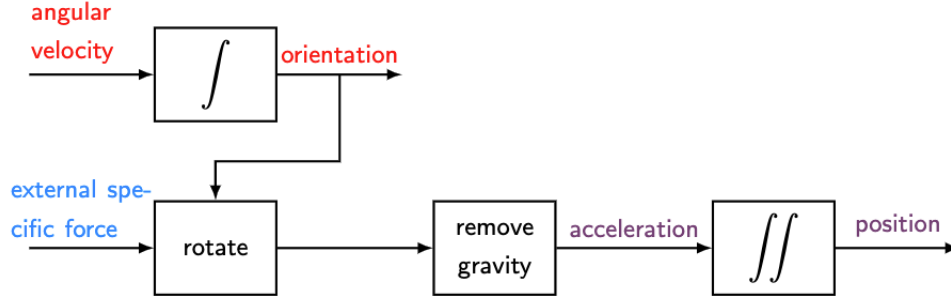 angular
velocity
∫
orientation
external spe-
cific force
rotate
remove
gravity
acceleration
∬
position